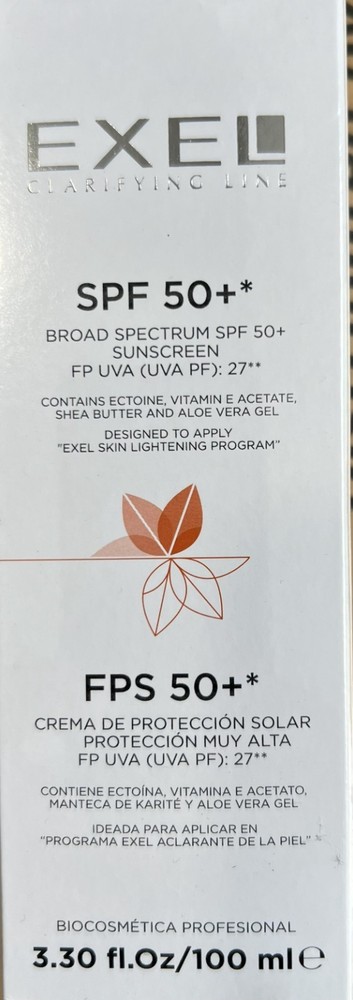 EXEL
CLARIFYING LINE
SPF 50+*
BROAD SPECTRUM SPF 50+
SUNSCREEN
FP UVA (UVA PF): 27**
CONTAINS ECTOINE, VITAMIN E ACETATE,
SHEA BUTTER AND ALOE VERA GEL
DESIGNED TO APPLY
"EXEL SKIN LIGHTENING PROGRAM"
FPS 50+*
CREMA DE PROTECCIÓN SOLAR
PROTECCIÓN MUY ALTA
FP UVA (UVA PF): 27**
CONTIENE ECTOÍNA, VITAMINA E ACETATO,
MANTECA DE KARITÉ Y ALOE VERA GEL
IDEADA PARA APLICAR EN
"PROGRAMA EXEL ACLARANTE DE LA PIEL"
BIOCOSMÉTICA PROFESIONAL
3.30 fl.Oz/100 ml ℮